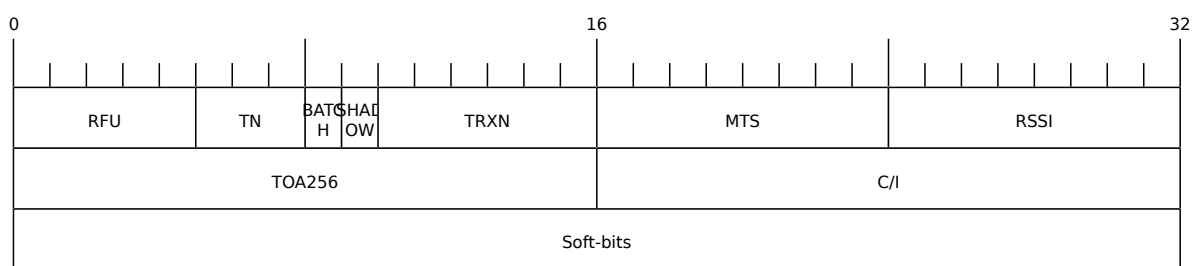 0 16 32
RFU TN BATC SHAD TRXN MTS RSSI
H OW
TOA256 C/I
Soft-bits